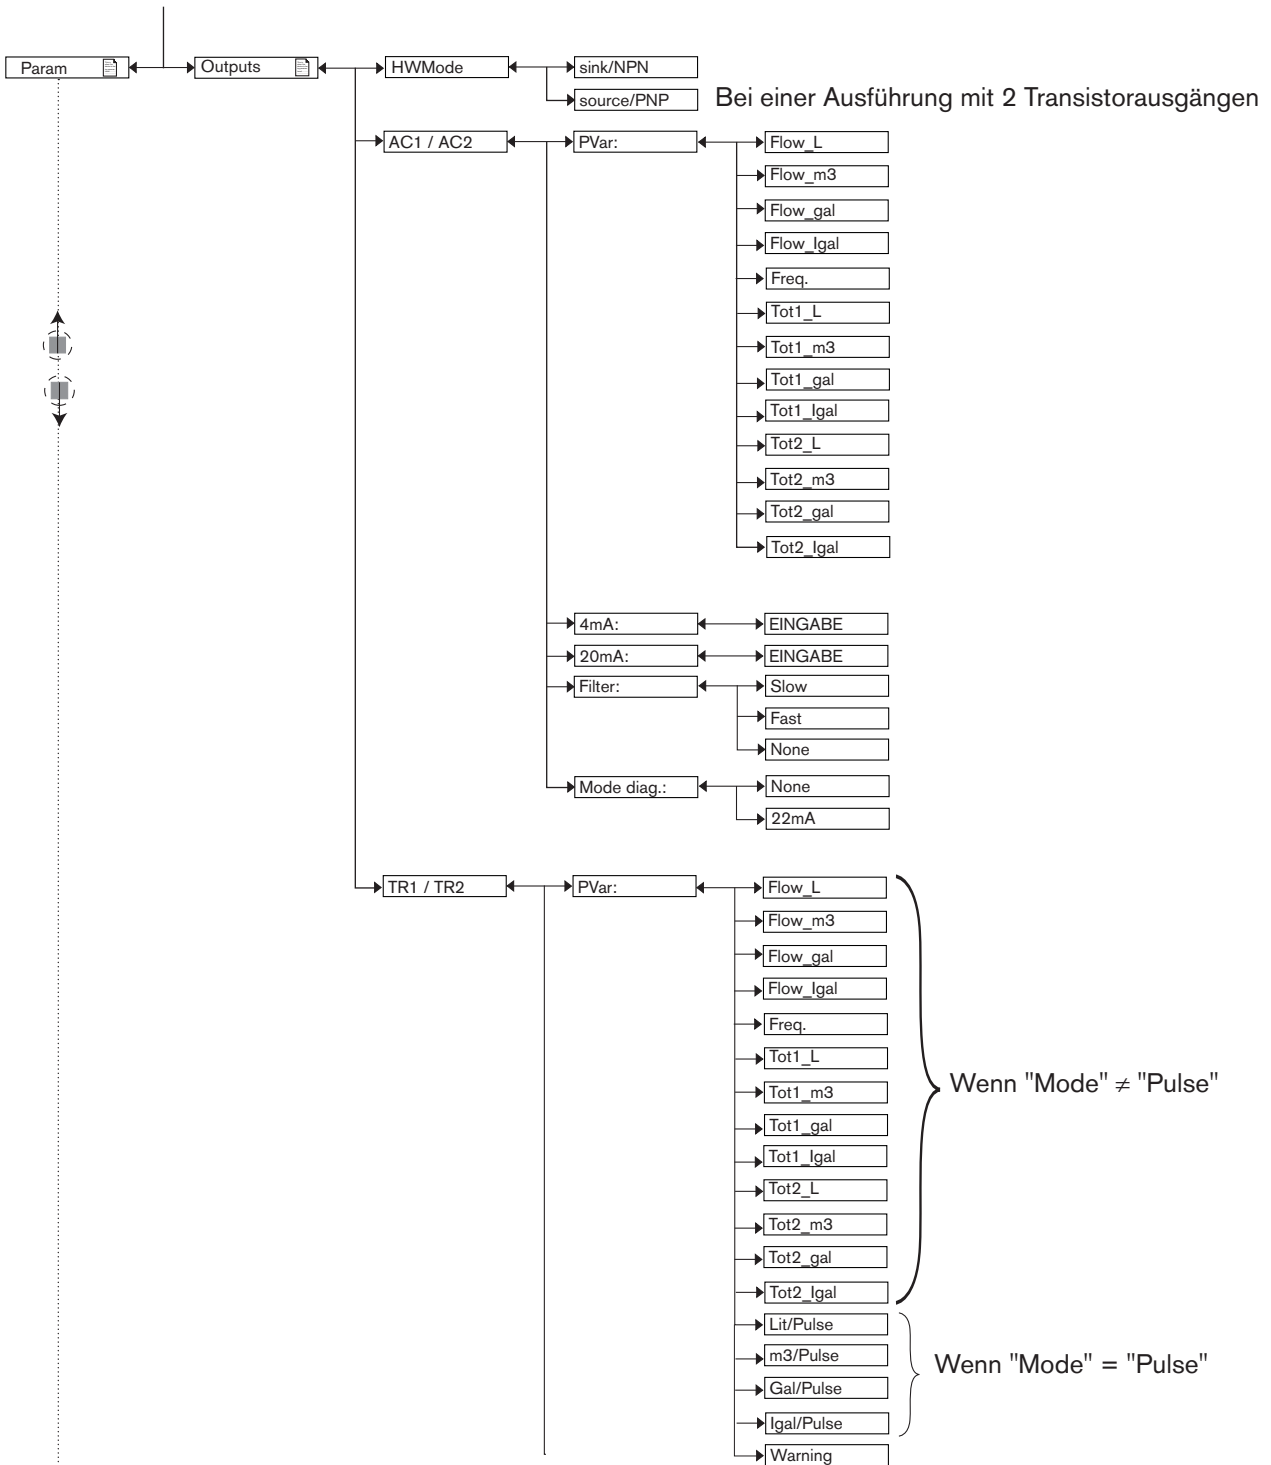 Param
Outputs
HWMode
sink/NPN
source/PNP
Bei einer Ausführung mit 2 Transistorausgängen
AC1 / AC2
PVar:
Flow_L
Flow_m3
Flow_gal
Flow_Igal
Freq.
Tot1_L
Tot1_m3
Tot1_gal
Tot1_Igal
Tot2_L
Tot2_m3
Tot2_gal
Tot2_Igal
4mA:
EINGABE
20mA:
EINGABE
Filter:
Slow
Fast
None
Mode diag.:
None
22mA
TR1 / TR2
PVar:
Flow_L
Flow_m3
Flow_gal
Flow_Igal
Freq.
Tot1_L
Tot1_m3
Tot1_gal
Tot1_Igal
Tot2_L
Tot2_m3
Tot2_gal
Tot2_Igal
Wenn "Mode" ≠ "Pulse"
Lit/Pulse
m3/Pulse
Gal/Pulse
Igal/Pulse
Wenn "Mode" = "Pulse"
Warning